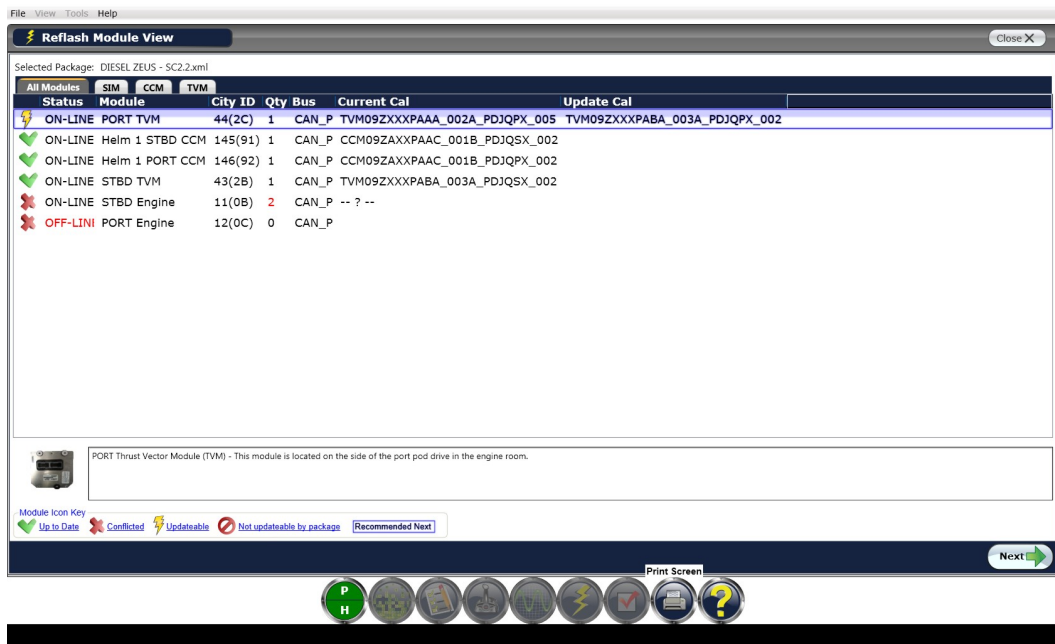 File View Tools Help
Reflash Module View
Close X
Selected Package: DIESEL ZEUS - SC2.2.xml
All Modules SIM CCM TVM
Status Module City ID Qty Bus Current Cal Update Cal
ON-LINE PORT TVM 44(2C) 1 CAN_P TVM09ZXXXPAAA_002A_PDJQPX_005 TVM09ZXXXPABA_003A_PDJQPX_002
ON-LINE Helm 1 STBD CCM 145(91) 1 CAN_P CCM09ZAXXPAAC_001B_PDJQSX_002
ON-LINE Helm 1 PORT CCM 146(92) 1 CAN_P CCM09ZAXXPAAC_001B_PDJQPX_002
ON-LINE STBD TVM 43(2B) 1 CAN_P TVM09ZXXXPABA_003A_PDJQSX_002
ON-LINE STBD Engine 11(0B) 2 CAN_P -- ? --
OFF-LINI PORT Engine 12(0C) 0 CAN_P
PORT Thrust Vector Module (TVM) - This module is located on the side of the port pod drive in the engine room.
Module Icon Key
Up to Date Conflicted Updateable Not updateable by package Recommended Next
Next
Print Screen
P
H
?